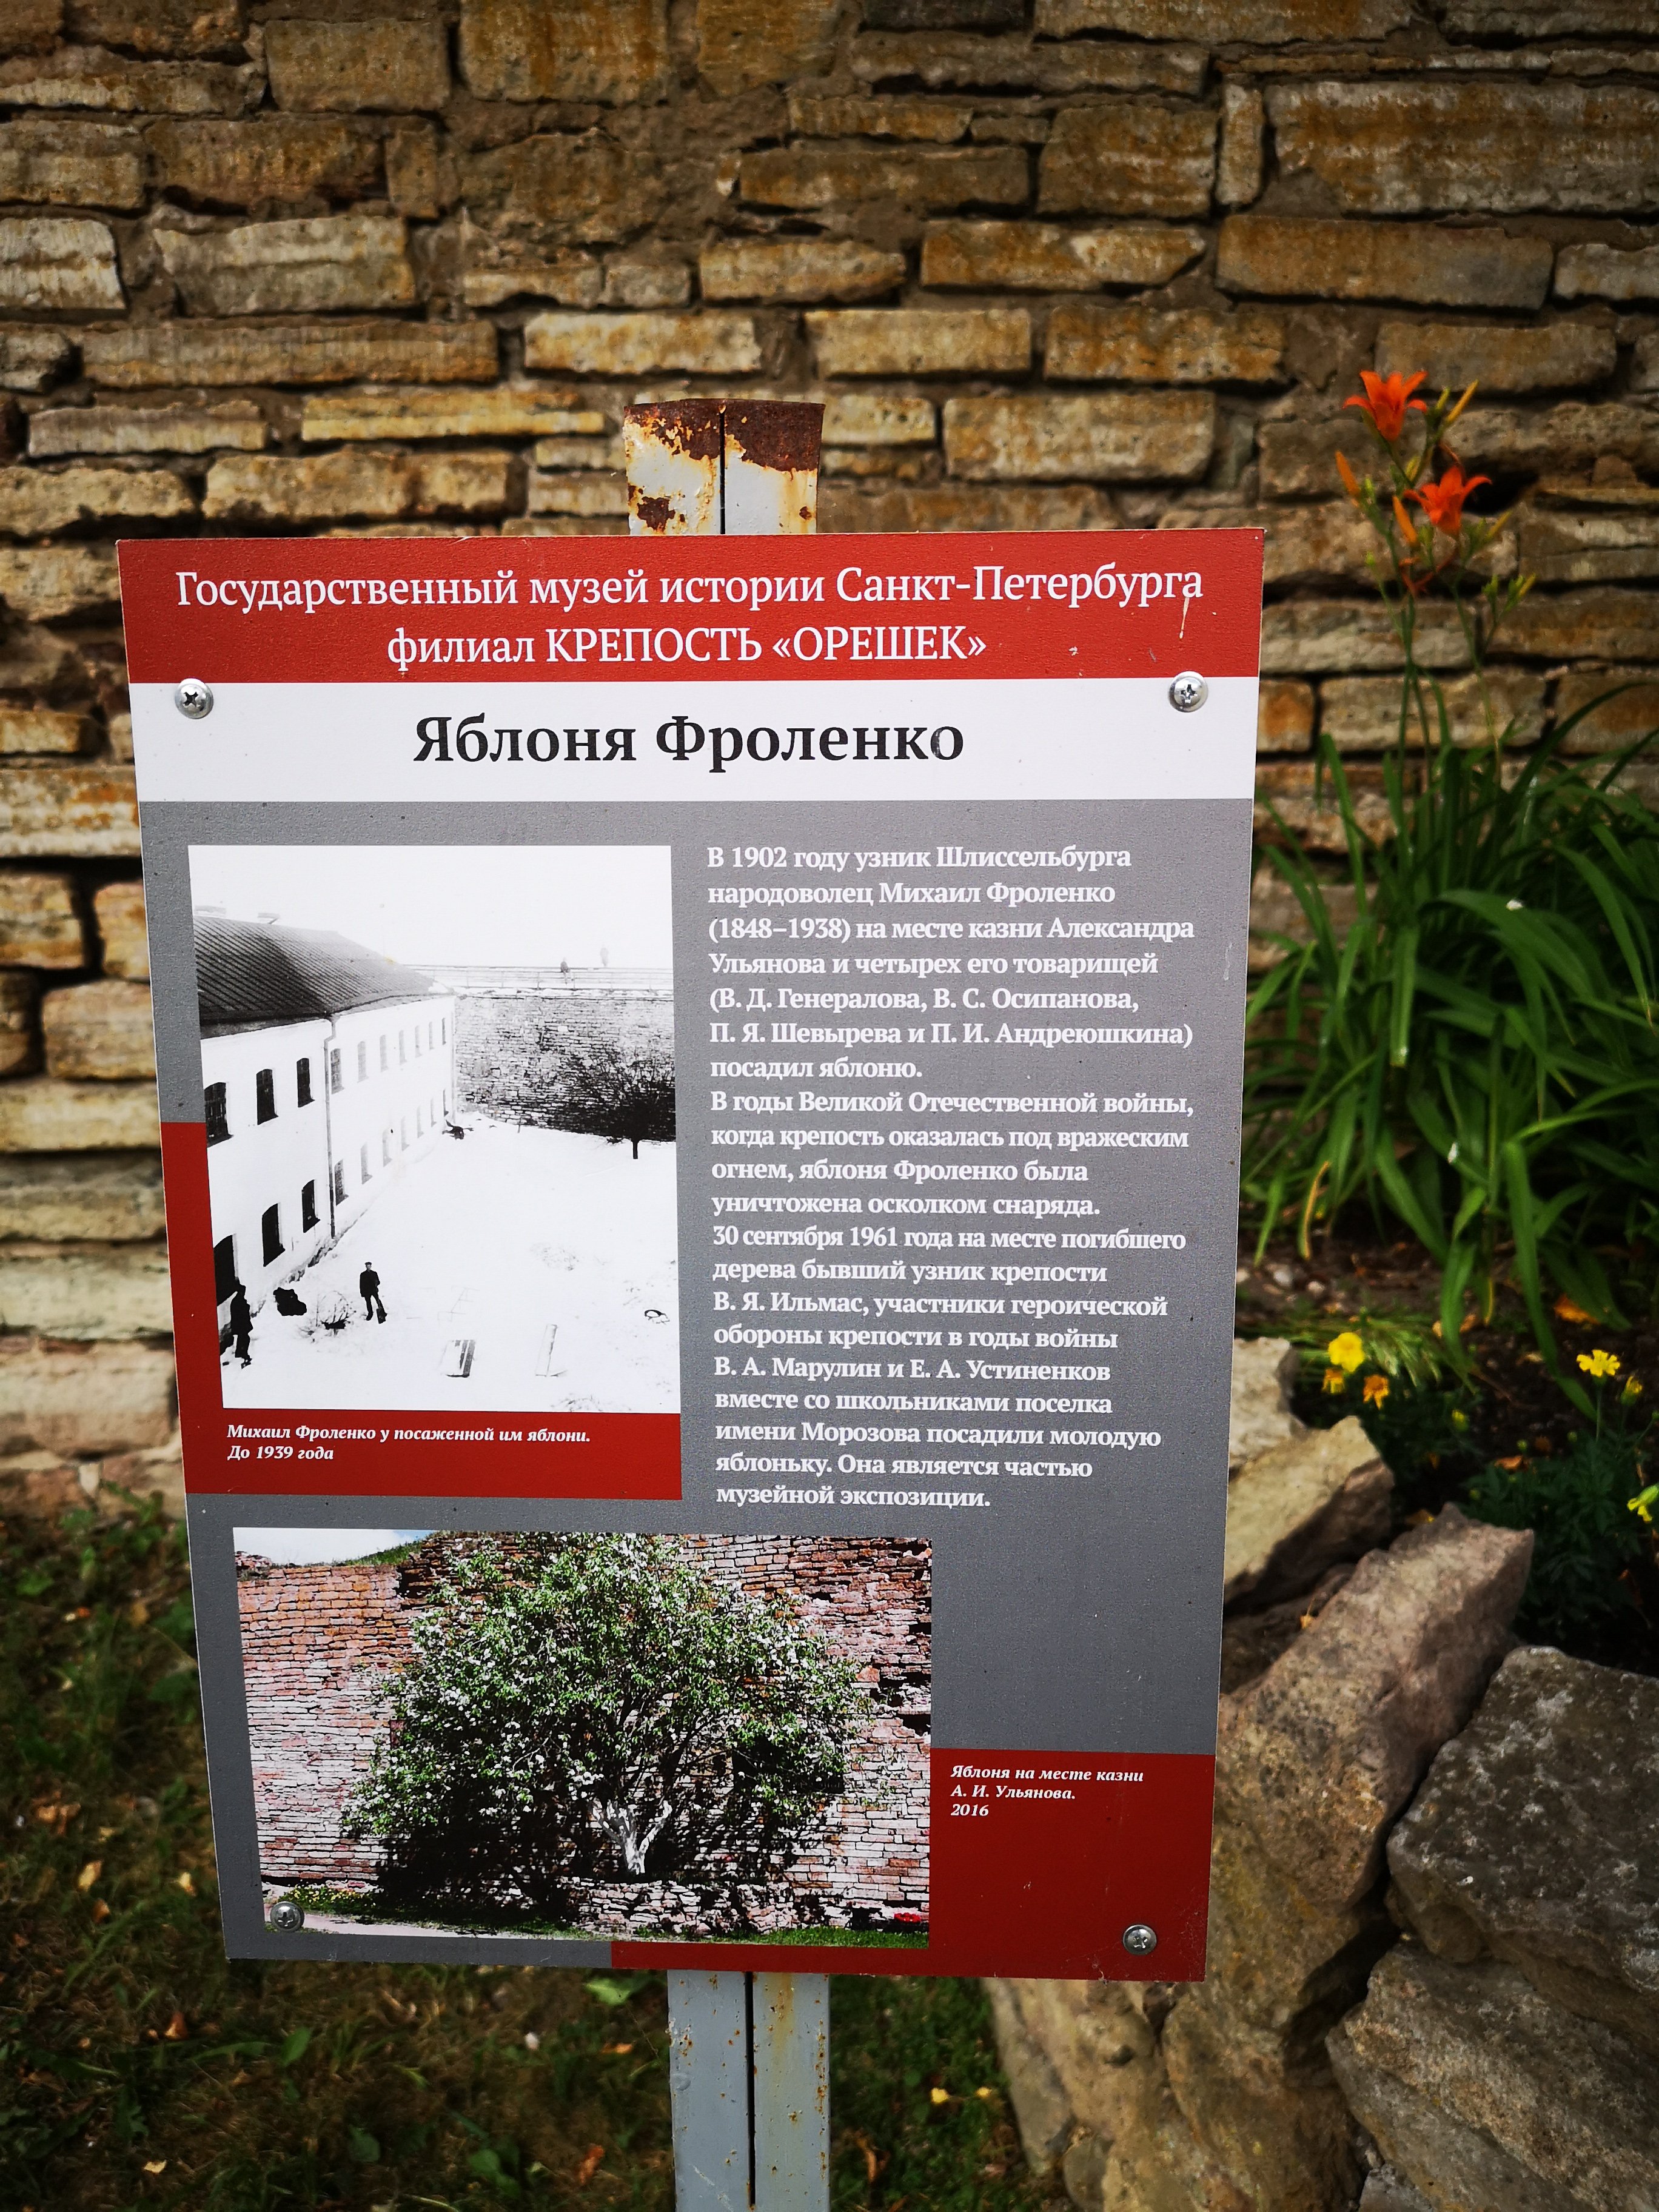 Государственный музей истории Санкт-Петербурга
филиал КРЕПОСТЬ «ОРЕШЕК»
Яблоня Фроленко
В 1902 году узник Шлиссельбурга
народоволец Михаил Фроленко
(1848–1938) на месте казни Александра
Ульянова и четырех его товарищей
(В. Д. Генералова, В. С. Осипанова,
П. Я. Шевырева и П. И. Андреюшкина)
посадил яблоню.
В годы Великой Отечественной войны,
когда крепость оказалась под вражеским
огнем, яблоня Фроленко была
уничтожена осколком снаряда.
30 сентября 1961 года на месте погибшего
дерева бывший узник крепости
В. Я. Ильмас, участники героической
обороны крепости в годы войны
В. А. Марулин и Е. А. Устиненков
вместе со школьниками поселка
имени Морозова посадили молодую
яблоньку. Она является частью
музейной экспозиции.
Михаил Фроленко у посаженной им яблони.
До 1939 года
Яблоня на месте казни
А. И. Ульянова.
2016